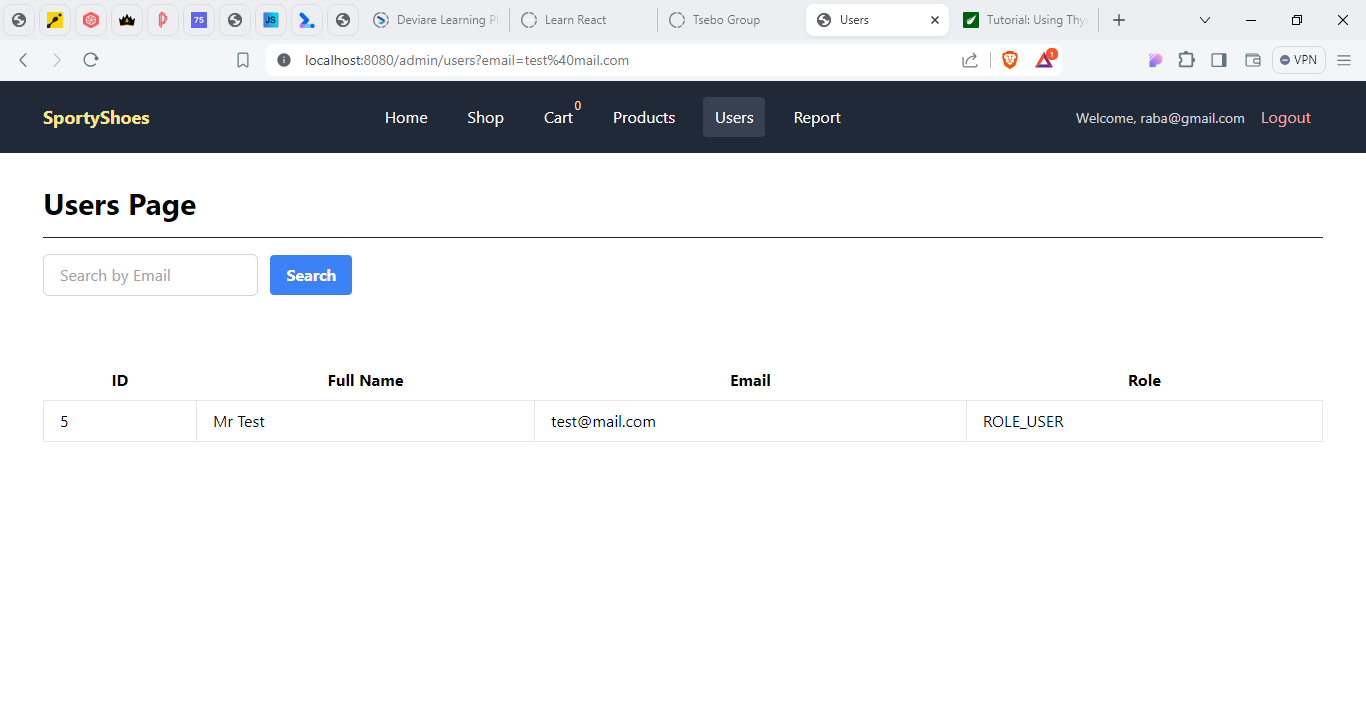 75
JS
Deviare Learning Pl
Learn React
Tsebo Group
Users
Tutorial: Using Thy
localhost:8080/admin/users?email=test%40mail.com
1
VPN
SportyShoes
Home
Shop
Cart
0
Products
Users
Report
Welcome, raba@gmail.com
Logout
Users Page
Search by Email
Search
ID Full Name Email Role
5 Mr Test test@mail.com ROLE_USER